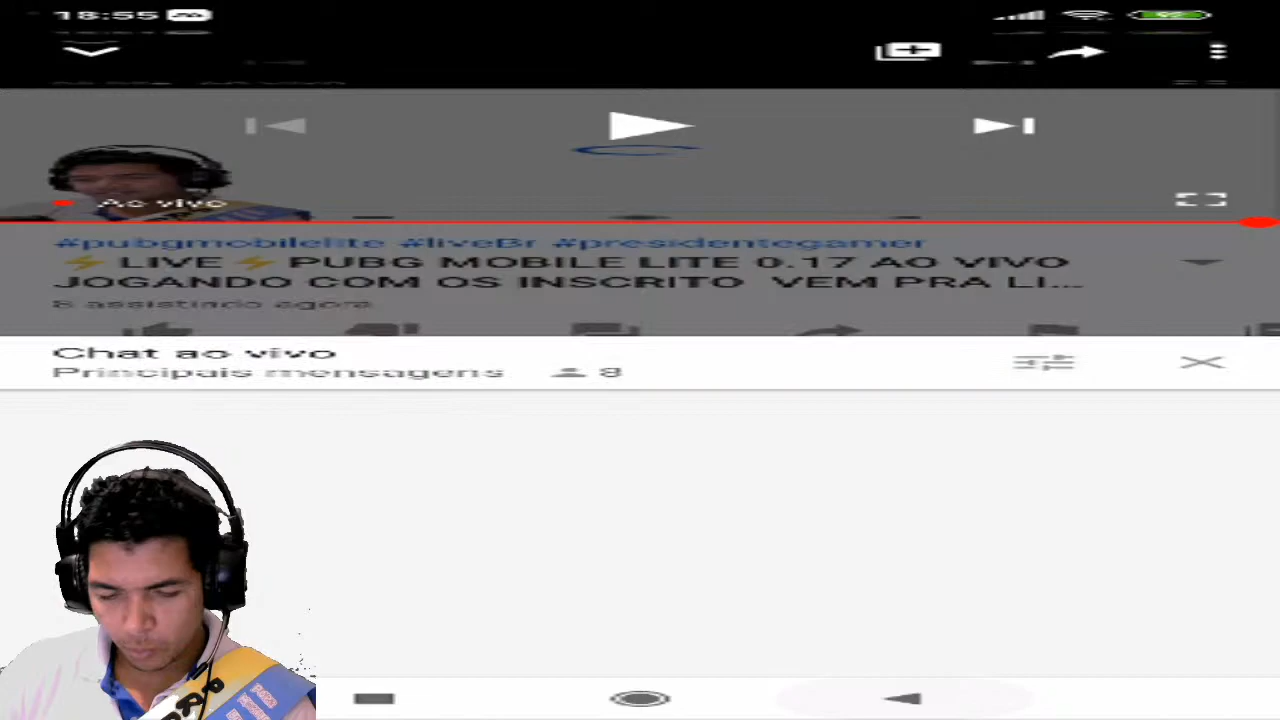 18:55
Ao vivo
#pubgmobilelite #liveBr #presidentegamer
⚡LIVE⚡ PUBG MOBILE LITE 0.17 AO VIVO
JOGANDO COM OS INSCRITO VEM PRA LI...
8 assistindo agora
Chat ao vivo
Principais mensagens 8